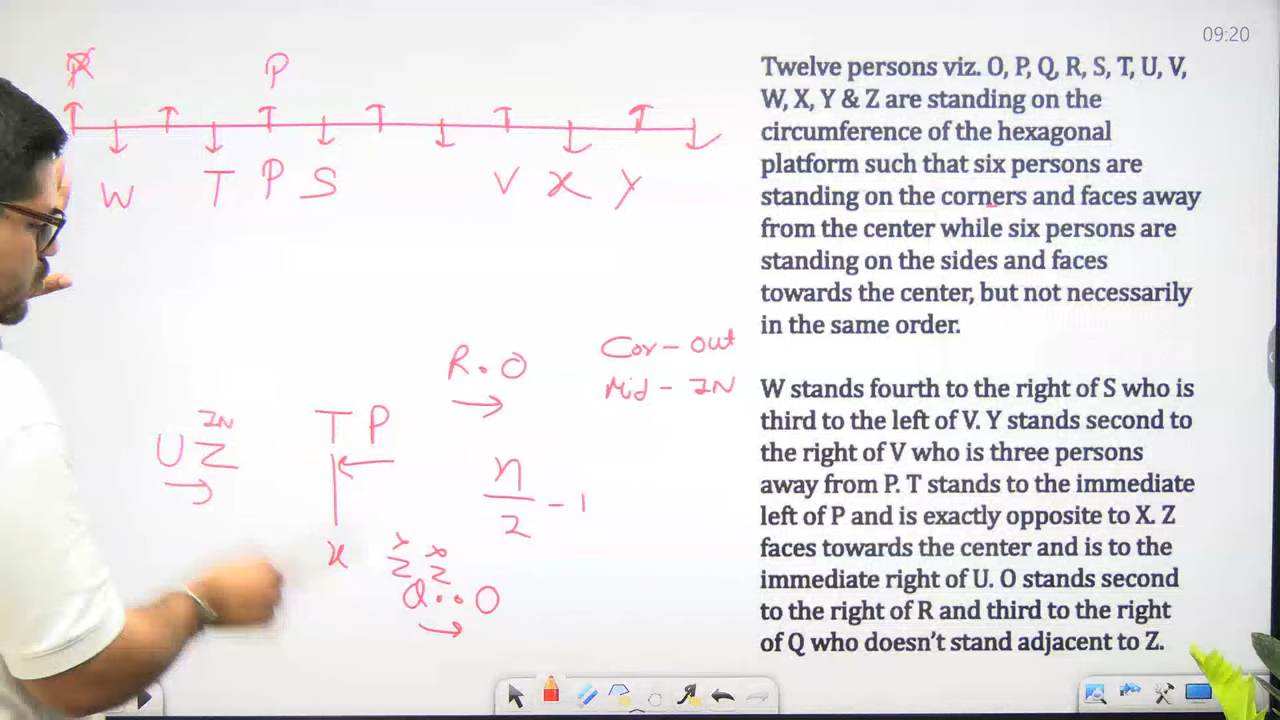 09:20
P
P
W T P S V X Y
Twelve persons viz. O, P, Q, R, S, T, U, V,
W, X, Y & Z are standing on the
circumference of the hexagonal
platform such that six persons are
standing on the corners and faces away
from the center while six persons are
standing on the sides and faces
towards the center, but not necessarily
in the same order.
W stands fourth to the right of S who is
third to the left of V. Y stands second to
the right of V who is three persons
away from P. T stands to the immediate
left of P and is exactly opposite to X. Z
faces towards the center and is to the
immediate right of U. O stands second
to the right of R and third to the right
of Q who doesn't stand adjacent to Z.
R . O
Cor - out
Mid - IN
IN
U Z
T P
x
n/2 - 1
Z Z
Q . . O